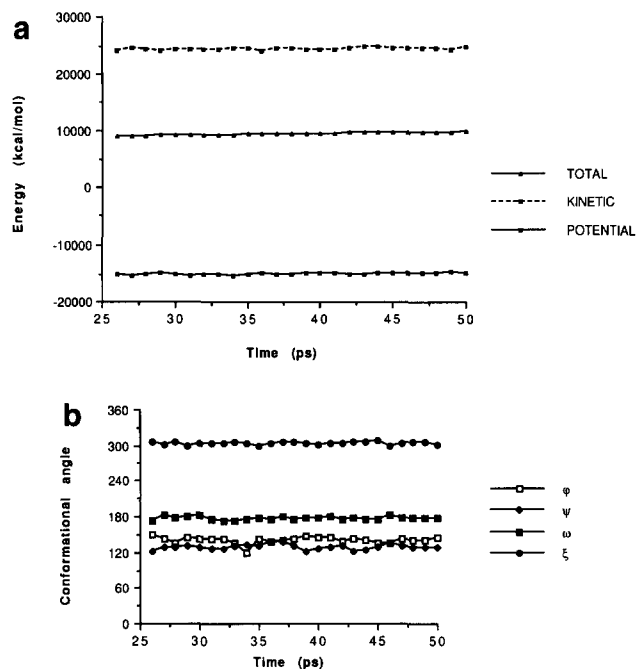 a
30000
20000
10000
0
-10000
-20000
25 30 35 40 45 50
Energy (kcal/mol)
Time (ps)
TOTAL
KINETIC
POTENTIAL
b
360
300
240
180
120
60
0
25 30 35 40 45 50
Conformational angle
Time (ps)
φ
ψ
ω
ξ